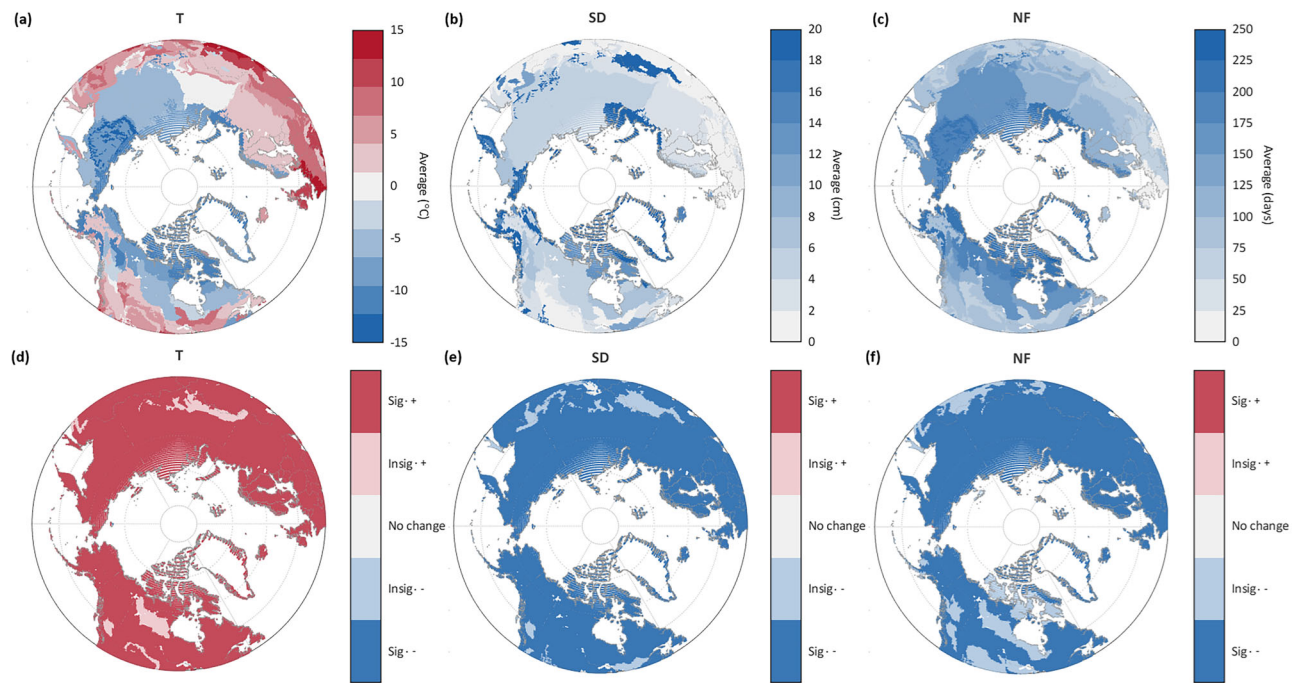 (a)
T
15
10
5
0
-5
-10
-15
Average (°C)
(b)
SD
20
18
16
14
12
10
8
6
4
2
0
Average (cm)
(c)
NF
250
225
200
175
150
125
100
75
50
25
0
Average (days)
(d)
T
Sig· +
Insig· +
No change
Insig· -
Sig· -
(e)
SD
Sig· +
Insig· +
No change
Insig· -
Sig· -
(f)
NF
Sig· +
Insig· +
No change
Insig· -
Sig· -